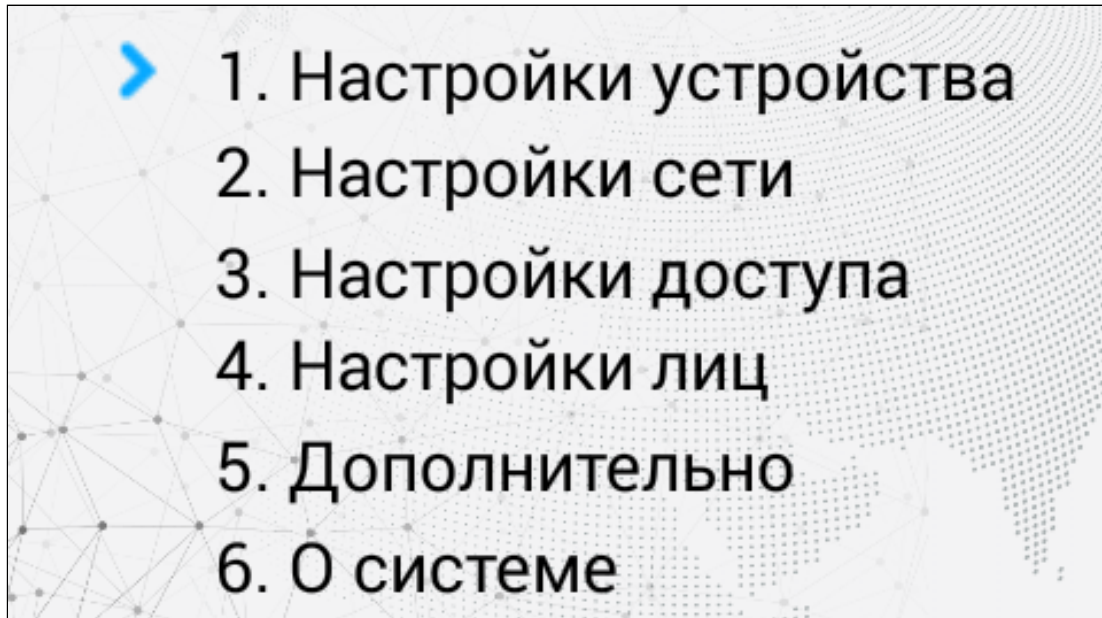 1. Настройки устройства
2. Настройки сети
3. Настройки доступа
4. Настройки лиц
5. Дополнительно
6. О системе